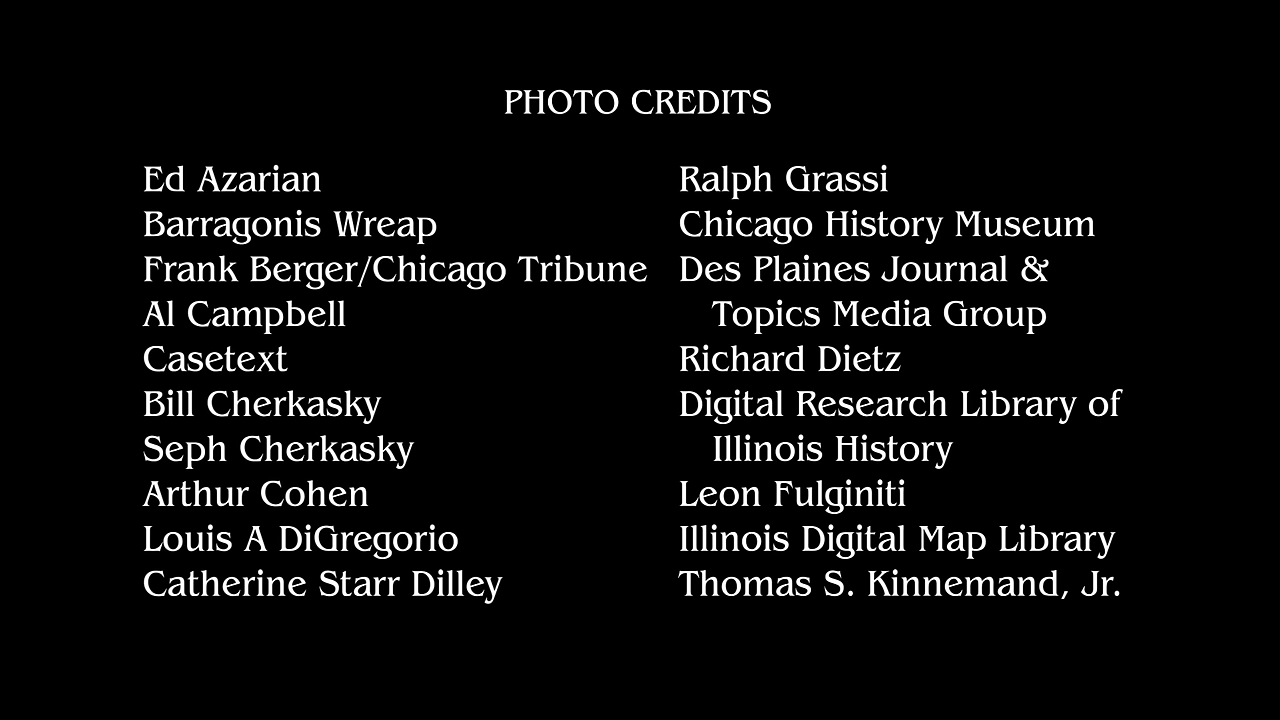 PHOTO CREDITS
Ed Azarian
Barragonis Wreap
Frank Berger/Chicago Tribune
Al Campbell
Casetext
Bill Cherkasky
Seph Cherkasky
Arthur Cohen
Louis A DiGregorio
Catherine Starr Dilley
Ralph Grassi
Chicago History Museum
Des Plaines Journal &
Topics Media Group
Richard Dietz
Digital Research Library of
Illinois History
Leon Fulginiti
Illinois Digital Map Library
Thomas S. Kinnemand, Jr.